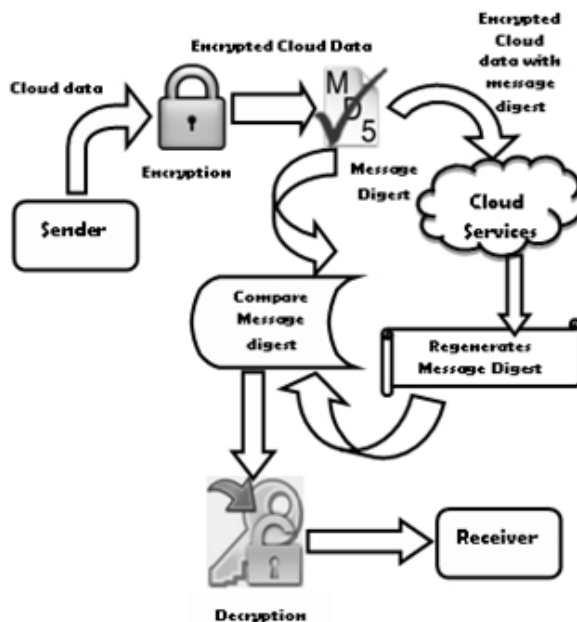 Encrypted
Cloud
data with
message
digest
Encrypted Cloud Data
Cloud data
M
D
5
Encryption
Message
Digest
Sender
Cloud
Services
Compare
Message
digest
Regenerates
Message Digest
Receiver
Decryption